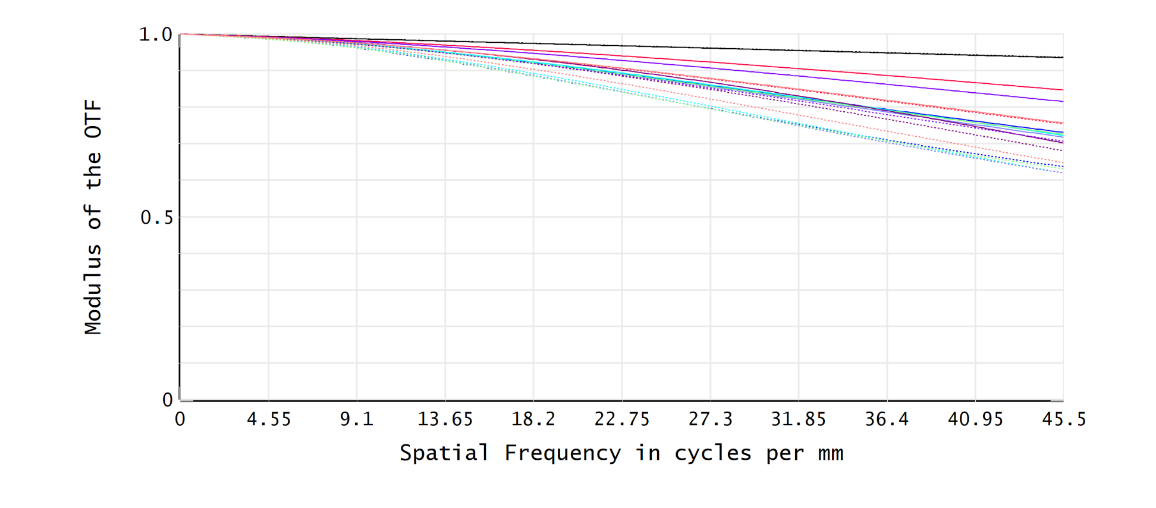 1.0
0.5
0
Modulus of the OTF
0 4.55 9.1 13.65 18.2 22.75 27.3 31.85 36.4 40.95 45.5
Spatial Frequency in cycles per mm